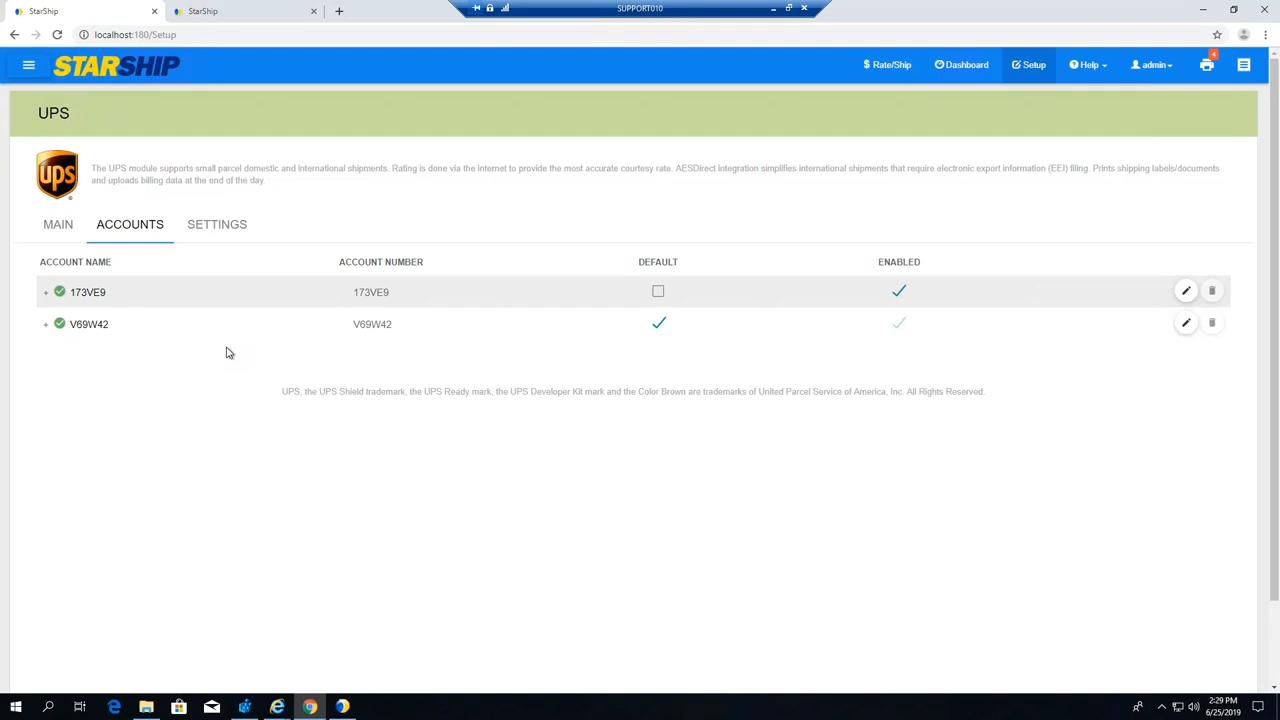 StarShip
StarShip
SUPPORT010
localhost:180/Setup
STARSHIP
Rate/Ship
Dashboard
Setup
Help
admin
4
UPS
ups
The UPS module supports small parcel domestic and international shipments. Rating is done via the internet to provide the most accurate courtesy rate. AESDirect integration simplifies international shipments that require electronic export information (EEI) filing. Prints shipping labels/documents
and uploads billing data at the end of the day.
MAIN
ACCOUNTS
SETTINGS
ACCOUNT NAME
ACCOUNT NUMBER
DEFAULT
ENABLED
173VE9
173VE9
V69W42
V69W42
UPS, the UPS Shield trademark, the UPS Ready mark, the UPS Developer Kit mark and the Color Brown are trademarks of United Parcel Service of America, Inc. All Rights Reserved.
2:29 PM
6/25/2019